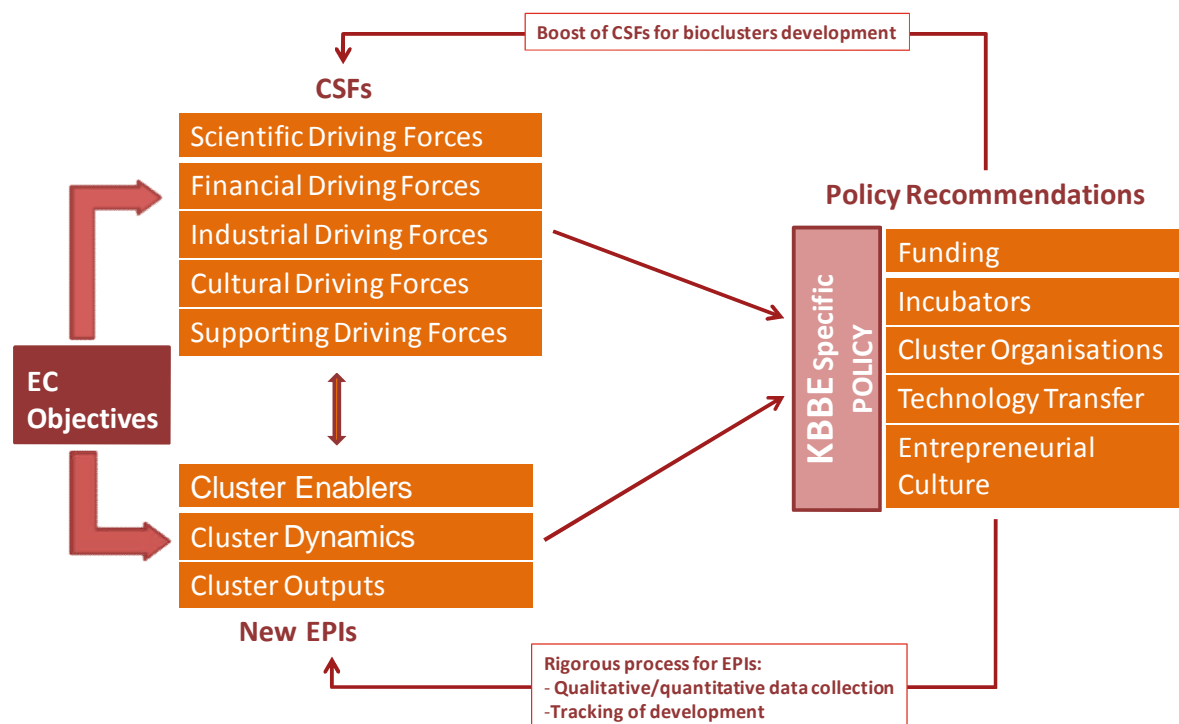 Boost of CSFs for bioclusters development
CSFs
Scientific Driving Forces
Financial Driving Forces
Industrial Driving Forces
Cultural Driving Forces
Supporting Driving Forces
EC
Objectives
Cluster Enablers
Cluster Dynamics
Cluster Outputs
New EPIs
Policy Recommendations
KBBE Specific
POLICY
Funding
Incubators
Cluster Organisations
Technology Transfer
Entrepreneurial
Culture
Rigorous process for EPIs:
- Qualitative/quantitative data collection
-Tracking of development